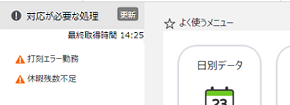 対応が必要な処理 更新
最終取得時間 14:25
打刻エラー勤務
休暇残数不足
よく使うメニュー
日別データ
23